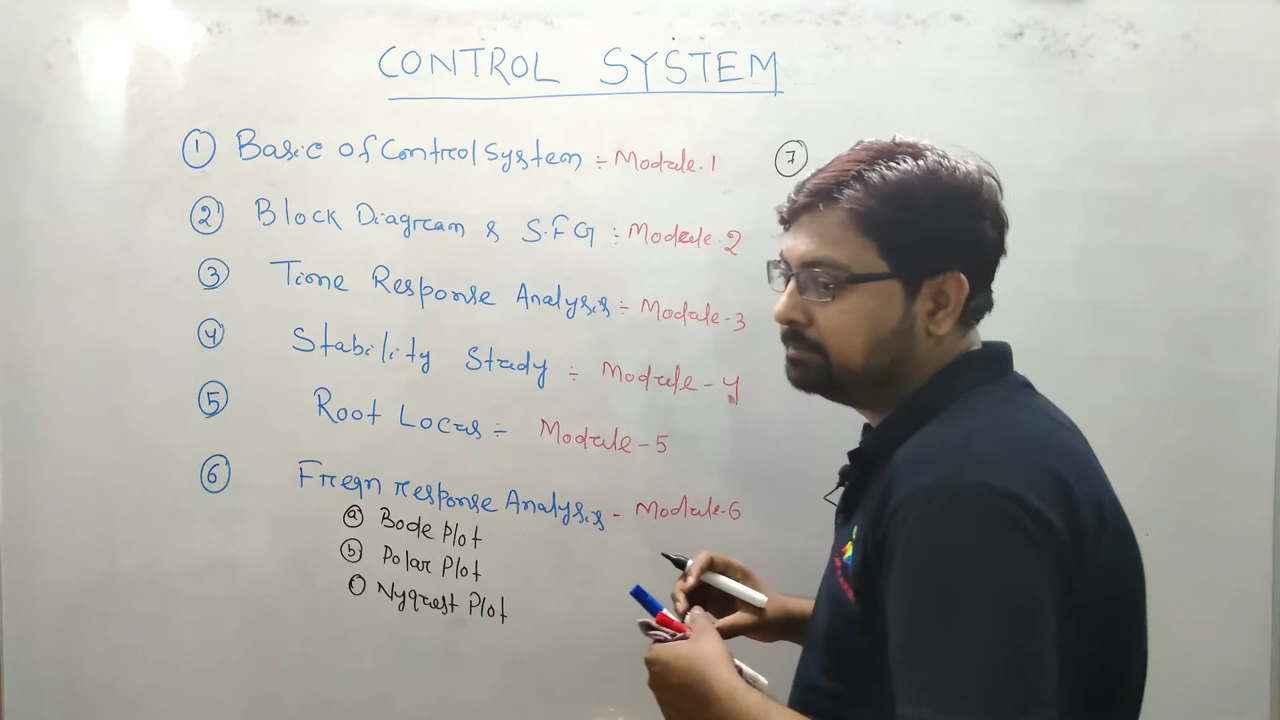 CONTROL SYSTEM
① Basic of Control System ÷ Module-1
② Block Diagram & S.F.G ÷ Module-2
③ Time Response Analysis ÷ Module-3
④ Stability Study ÷ Module-4
⑤ Root Locus ÷ Module-5
⑥ Freqn response Analysis - Module-6
ⓐ Bode Plot
ⓑ Polar Plot
ⓒ Nyquest Plot
⑦